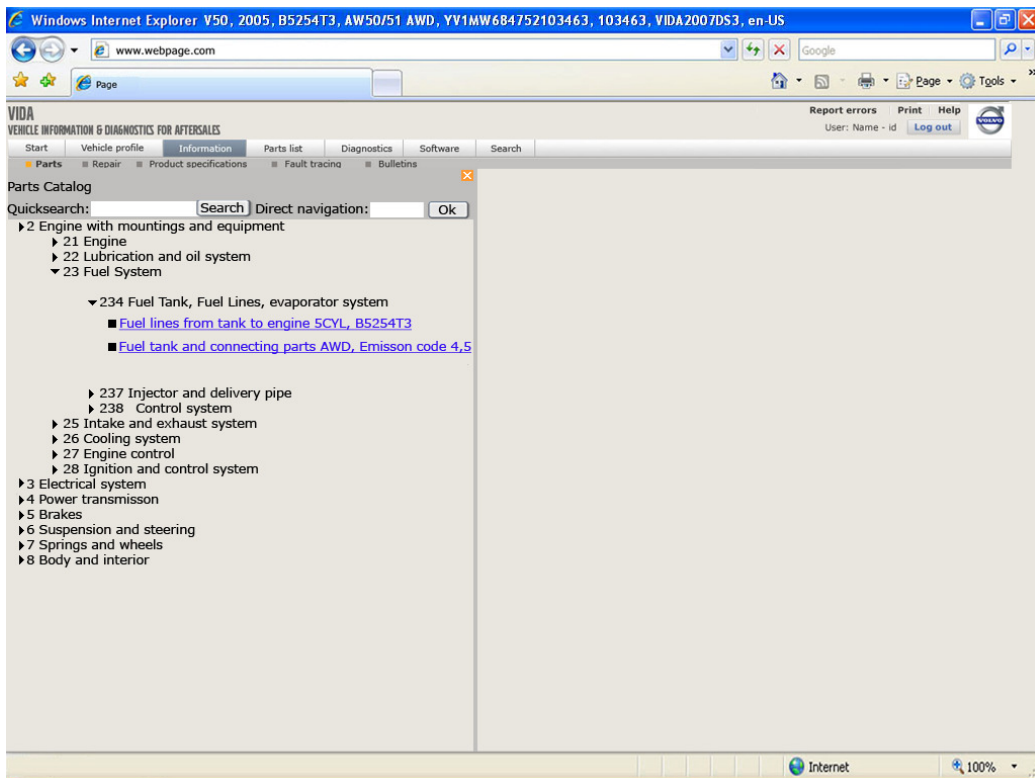 Windows Internet Explorer V50, 2005, B5254T3, AW50/51 AWD, YV1MW684752103463, 103463, VIDA2007DS3, en-US
www.webpage.com
Google
Page
Page
Tools
VIDA
VEHICLE INFORMATION & DIAGNOSTICS FOR AFTERSALES
Report errors Print Help
User: Name - id Log out
VOLVO
Start Vehicle profile Information Parts list Diagnostics Software Search
Parts Repair Product specifications Fault tracing Bulletins
Parts Catalog
Quicksearch: Search Direct navigation: Ok
2 Engine with mountings and equipment
21 Engine
22 Lubrication and oil system
23 Fuel System
234 Fuel Tank, Fuel Lines, evaporator system
Fuel lines from tank to engine 5CYL, B5254T3
Fuel tank and connecting parts AWD, Emisson code 4,5
237 Injector and delivery pipe
238 Control system
25 Intake and exhaust system
26 Cooling system
27 Engine control
28 Ignition and control system
3 Electrical system
4 Power transmisson
5 Brakes
6 Suspension and steering
7 Springs and wheels
8 Body and interior
Internet 100%